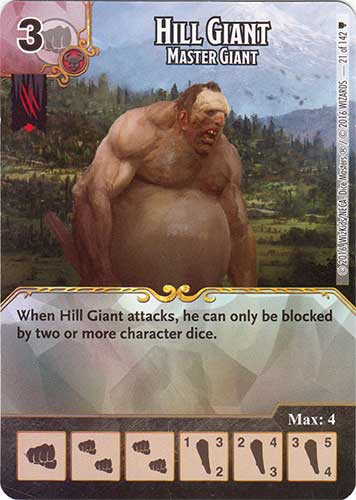 3
HILL GIANT
MASTER GIANT
21 of 142
©2016 WIZKIDS/NECA. Dice Masters ® / © 2016 WIZARDS
When Hill Giant attacks, he can only be blocked
by two or more character dice.
Max: 4
1 3 2
2 4 3
3 5 4